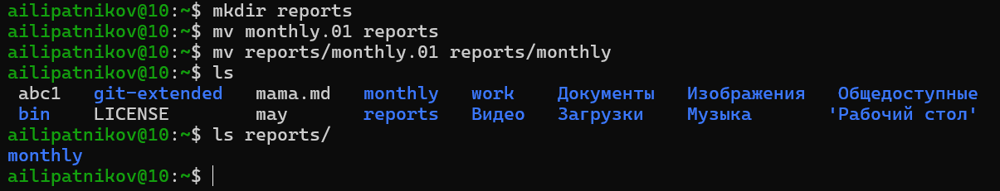 ailipatnikov@10:~$ mkdir reports
ailipatnikov@10:~$ mv monthly.01 reports
ailipatnikov@10:~$ mv reports/monthly.01 reports/monthly
ailipatnikov@10:~$ ls
abc1 git-extended mama.md monthly work Документы Изображения Общедоступные
bin LICENSE may reports Видео Загрузки Музыка 'Рабочий стол'
ailipatnikov@10:~$ ls reports/
monthly
ailipatnikov@10:~$